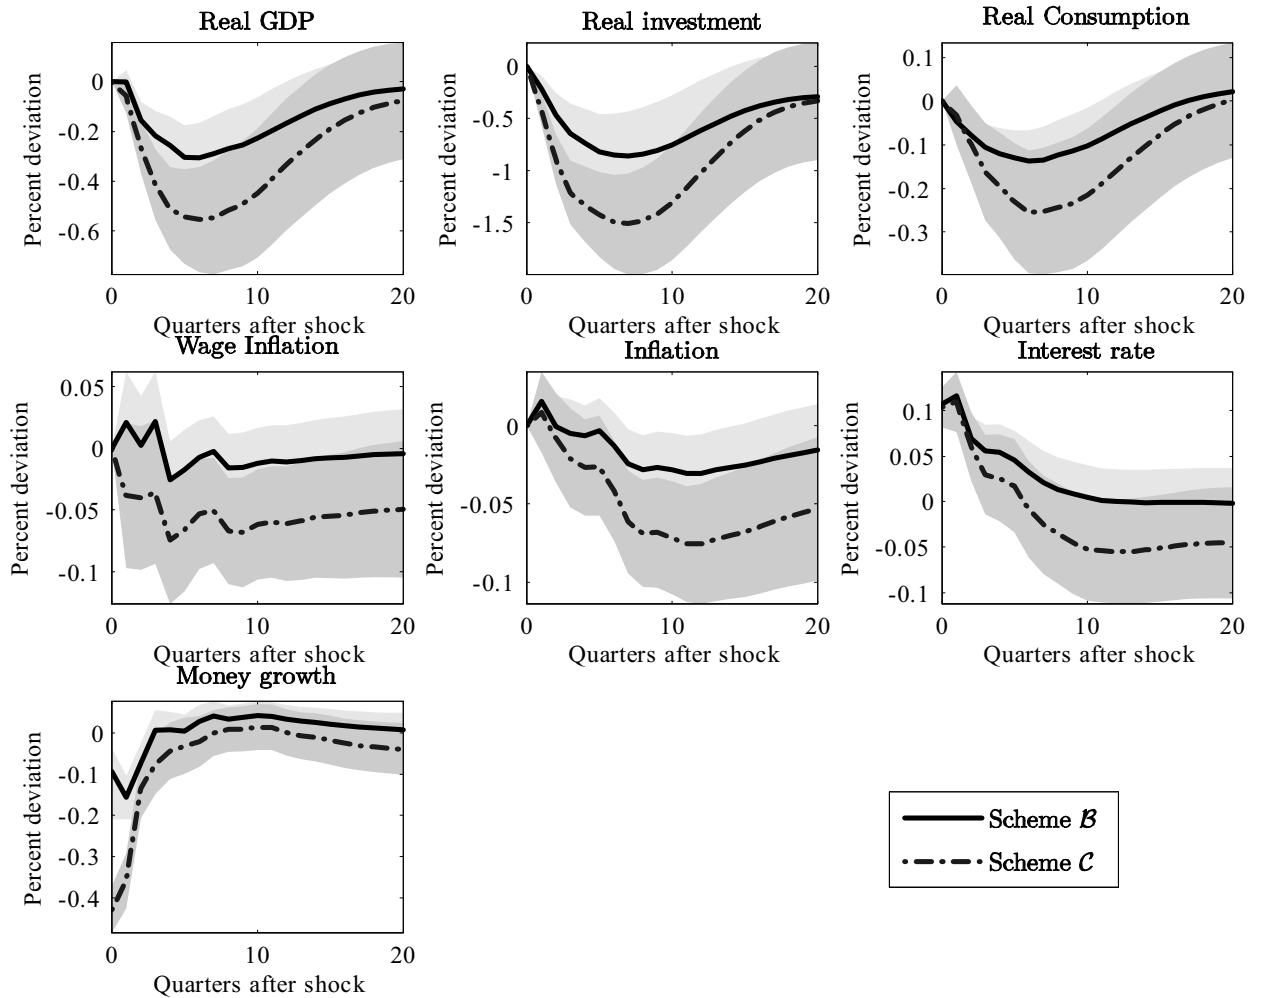 Real GDP
Real investment
Real Consumption
Percent deviation
0
-0.2
-0.4
-0.6
0 10 20
Quarters after shock
Percent deviation
0
-0.5
-1
-1.5
0 10 20
Quarters after shock
Percent deviation
0.1
0
-0.1
-0.2
-0.3
0 10 20
Quarters after shock
Wage Inflation
Inflation
Interest rate
Percent deviation
0.05
0
-0.05
-0.1
0 10 20
Quarters after shock
Percent deviation
0
-0.05
-0.1
0 10 20
Quarters after shock
Percent deviation
0.1
0.05
0
-0.05
-0.1
0 10 20
Quarters after shock
Money growth
Percent deviation
0
-0.1
-0.2
-0.3
-0.4
0 10 20
Quarters after shock
Scheme ℬ
Scheme 𝒞